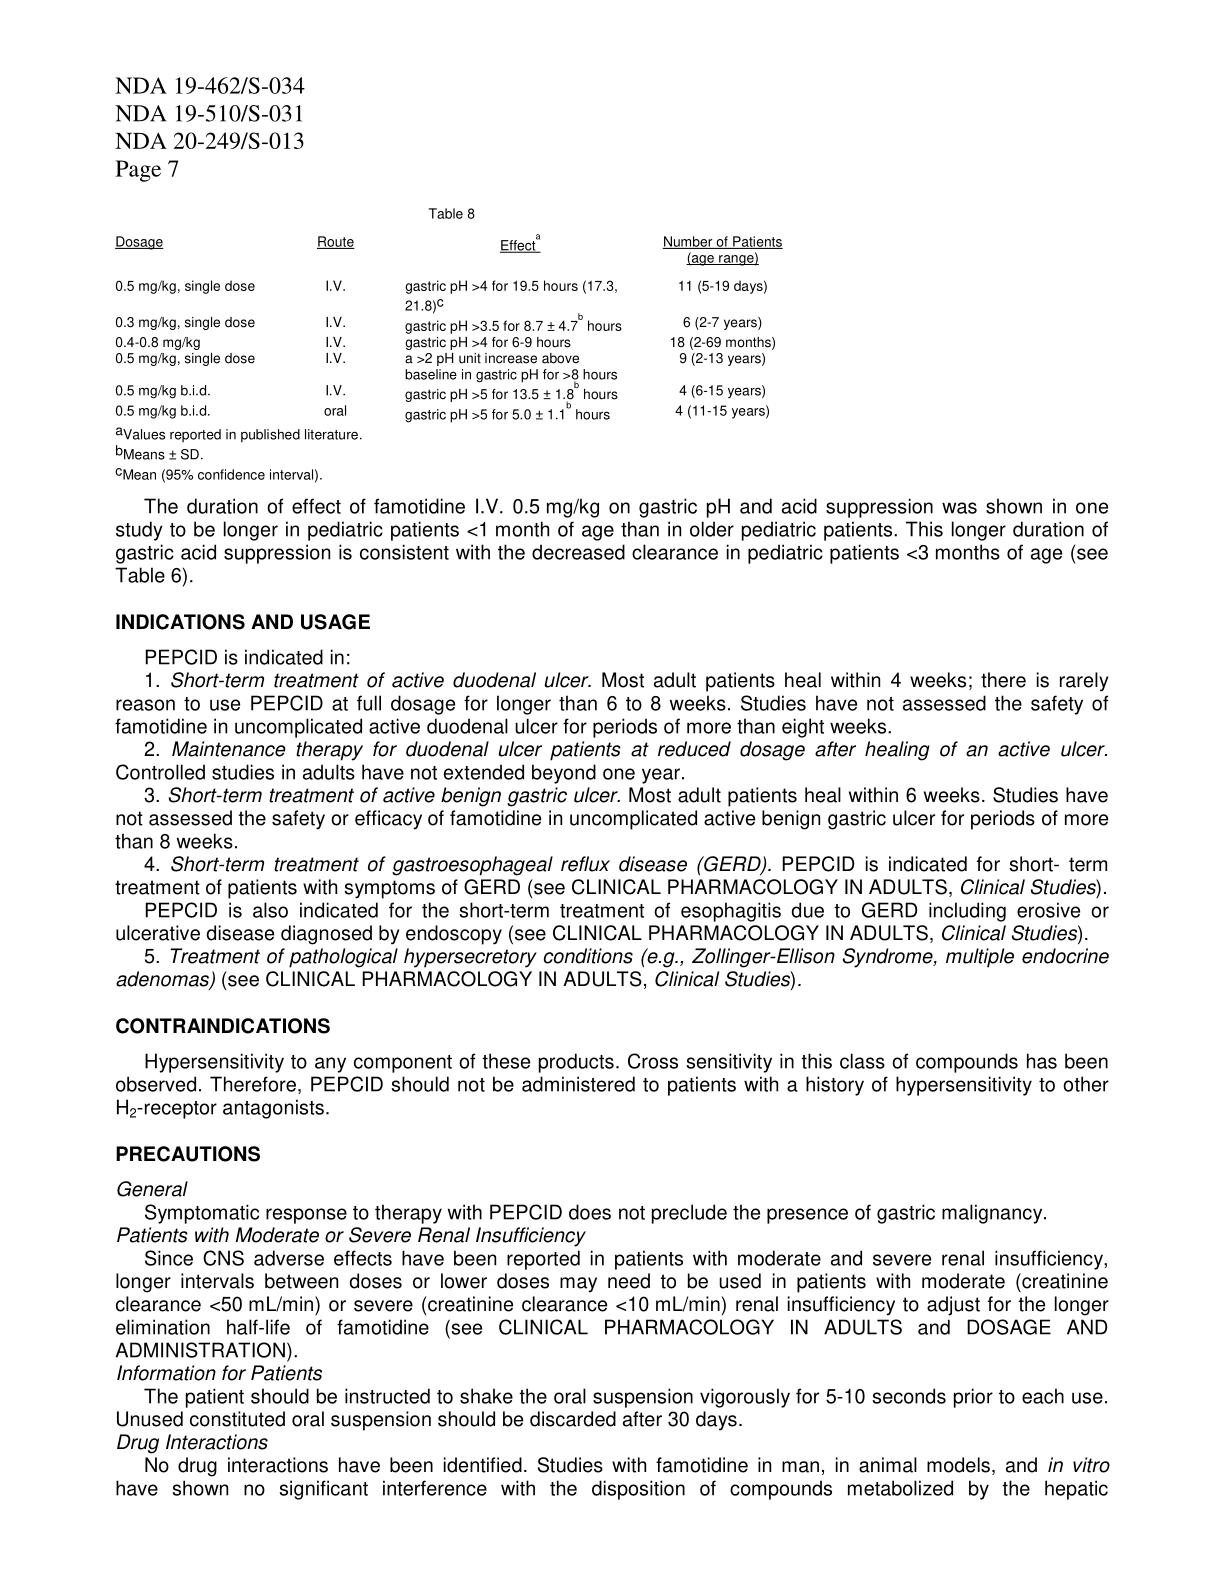 NDA 19-462/S-034
NDA 19-510/S-031
NDA 20-249/S-013
Page 7
Table 8
Dosage Route Effect^a Number of Patients
(age range)
0.5 mg/kg, single dose I.V. gastric pH >4 for 19.5 hours (17.3, 11 (5-19 days)
21.8)^c
0.3 mg/kg, single dose I.V. gastric pH >3.5 for 8.7 ± 4.7^b hours 6 (2-7 years)
0.4-0.8 mg/kg I.V. gastric pH >4 for 6-9 hours 18 (2-69 months)
0.5 mg/kg, single dose I.V. a >2 pH unit increase above 9 (2-13 years)
baseline in gastric pH for >8 hours
0.5 mg/kg b.i.d. I.V. gastric pH >5 for 13.5 ± 1.8^b hours 4 (6-15 years)
0.5 mg/kg b.i.d. oral gastric pH >5 for 5.0 ± 1.1^b hours 4 (11-15 years)
^aValues reported in published literature.
^bMeans ± SD.
^cMean (95% confidence interval).
The duration of effect of famotidine I.V. 0.5 mg/kg on gastric pH and acid suppression was shown in one
study to be longer in pediatric patients <1 month of age than in older pediatric patients. This longer duration of
gastric acid suppression is consistent with the decreased clearance in pediatric patients <3 months of age (see
Table 6).
INDICATIONS AND USAGE
PEPCID is indicated in:
1. Short-term treatment of active duodenal ulcer. Most adult patients heal within 4 weeks; there is rarely
reason to use PEPCID at full dosage for longer than 6 to 8 weeks. Studies have not assessed the safety of
famotidine in uncomplicated active duodenal ulcer for periods of more than eight weeks.
2. Maintenance therapy for duodenal ulcer patients at reduced dosage after healing of an active ulcer.
Controlled studies in adults have not extended beyond one year.
3. Short-term treatment of active benign gastric ulcer. Most adult patients heal within 6 weeks. Studies have
not assessed the safety or efficacy of famotidine in uncomplicated active benign gastric ulcer for periods of more
than 8 weeks.
4. Short-term treatment of gastroesophageal reflux disease (GERD). PEPCID is indicated for short- term
treatment of patients with symptoms of GERD (see CLINICAL PHARMACOLOGY IN ADULTS, Clinical Studies).
PEPCID is also indicated for the short-term treatment of esophagitis due to GERD including erosive or
ulcerative disease diagnosed by endoscopy (see CLINICAL PHARMACOLOGY IN ADULTS, Clinical Studies).
5. Treatment of pathological hypersecretory conditions (e.g., Zollinger-Ellison Syndrome, multiple endocrine
adenomas) (see CLINICAL PHARMACOLOGY IN ADULTS, Clinical Studies).
CONTRAINDICATIONS
Hypersensitivity to any component of these products. Cross sensitivity in this class of compounds has been
observed. Therefore, PEPCID should not be administered to patients with a history of hypersensitivity to other
H₂-receptor antagonists.
PRECAUTIONS
General
Symptomatic response to therapy with PEPCID does not preclude the presence of gastric malignancy.
Patients with Moderate or Severe Renal Insufficiency
Since CNS adverse effects have been reported in patients with moderate and severe renal insufficiency,
longer intervals between doses or lower doses may need to be used in patients with moderate (creatinine
clearance <50 mL/min) or severe (creatinine clearance <10 mL/min) renal insufficiency to adjust for the longer
elimination half-life of famotidine (see CLINICAL PHARMACOLOGY IN ADULTS and DOSAGE AND
ADMINISTRATION).
Information for Patients
The patient should be instructed to shake the oral suspension vigorously for 5-10 seconds prior to each use.
Unused constituted oral suspension should be discarded after 30 days.
Drug Interactions
No drug interactions have been identified. Studies with famotidine in man, in animal models, and in vitro
have shown no significant interference with the disposition of compounds metabolized by the hepatic